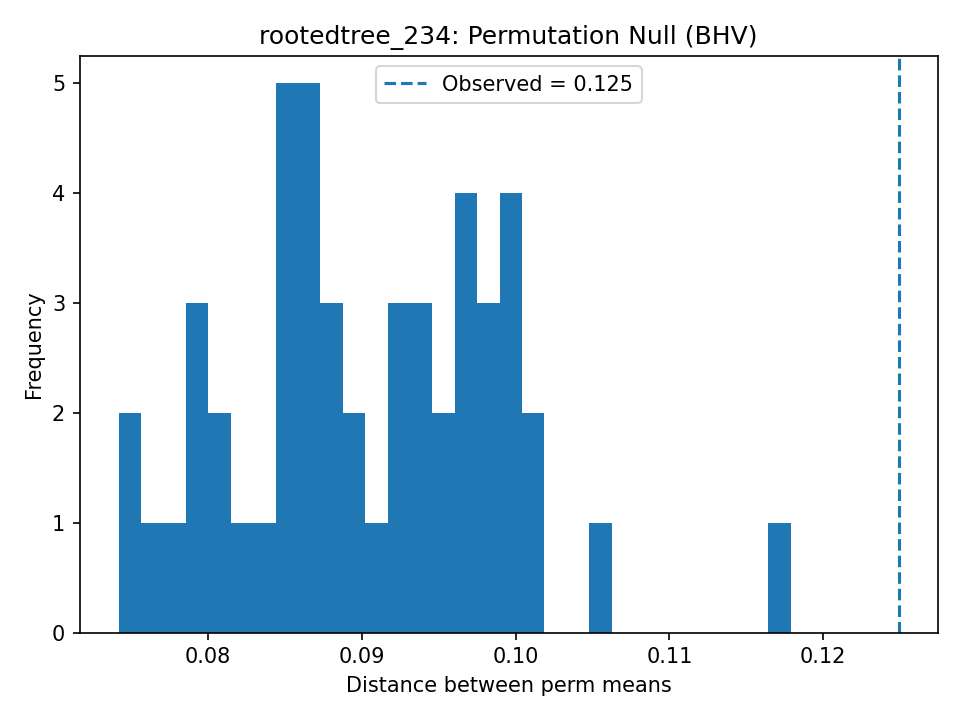 rootedtree_234: Permutation Null (BHV)
Observed = 0.125
Frequency
5
4
3
2
1
0
0.08 0.09 0.10 0.11 0.12
Distance between perm means